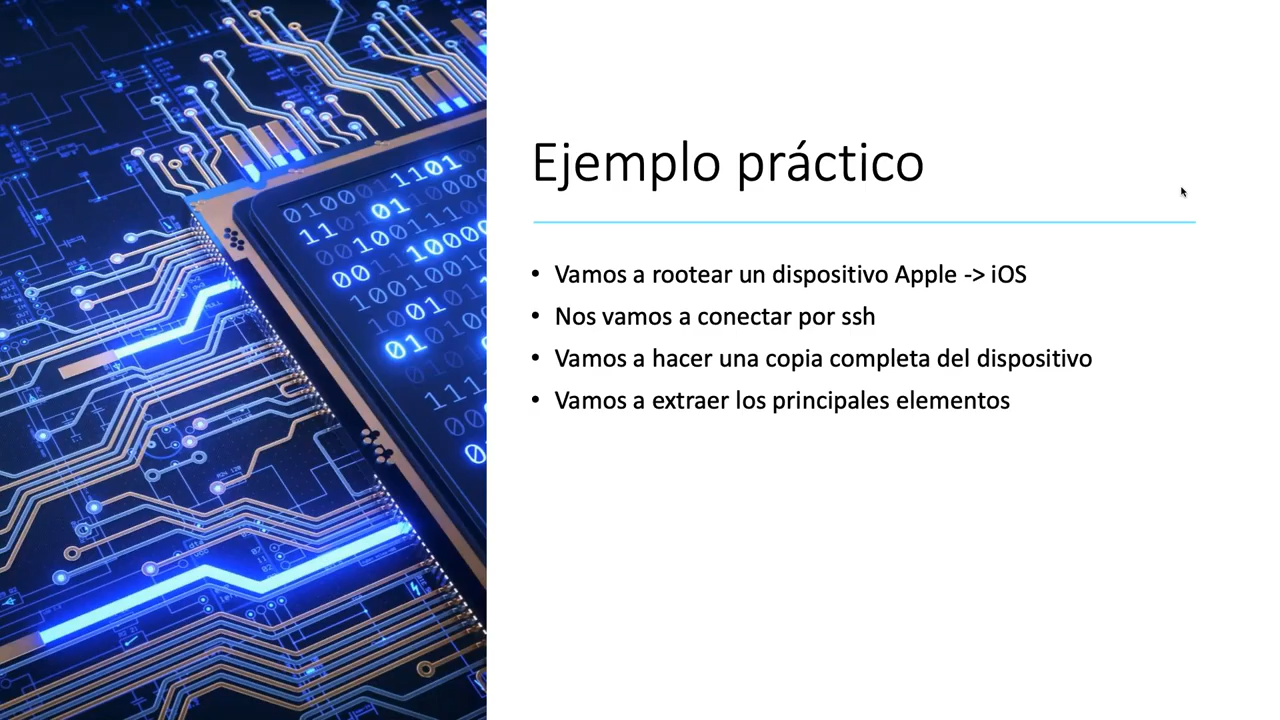 Ejemplo práctico
• Vamos a rootear un dispositivo Apple -> iOS
• Nos vamos a conectar por ssh
• Vamos a hacer una copia completa del dispositivo
• Vamos a extraer los principales elementos